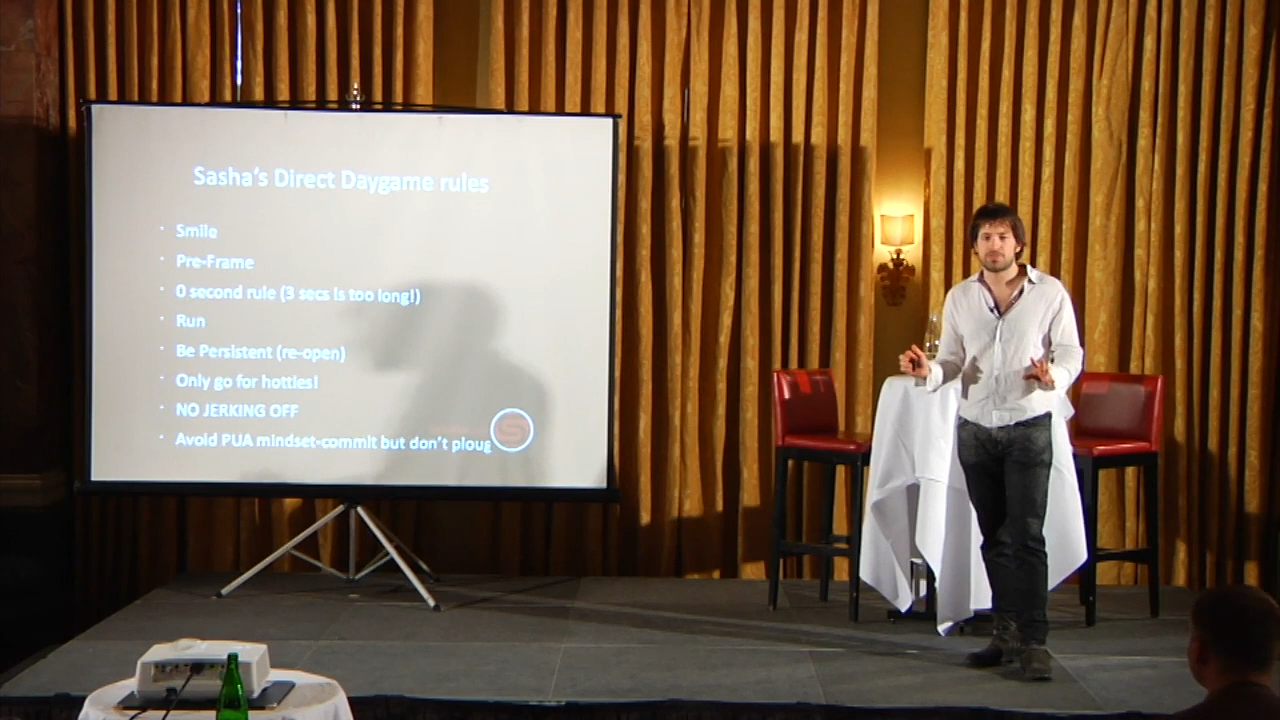 Sasha's Direct Daygame rules
Smile
Pre-Frame
0 second rule (3 secs is too long!)
Run
Be Persistent (re-open)
Only go for hotties!
NO JERKING OFF
Avoid PUA mindset-commit but don't ploug